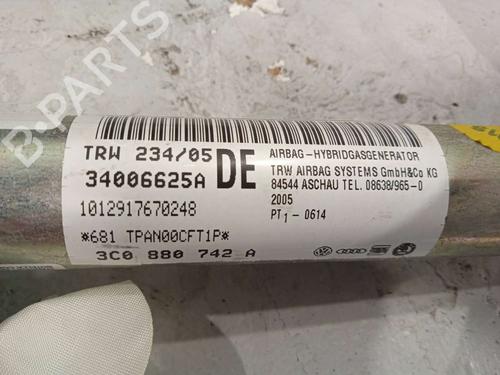 TRW 234/05
DE
34006625A
1012917670248
*681 TPAN00CFT1P*
3C0 880 742 A
AIRBAG-HYBRIDGASGENERATOR
TRW AIRBAG SYSTEMS GmbH&Co KG
84544 ASCHAU TEL. 08638/965-0
2005
PT1- 0614